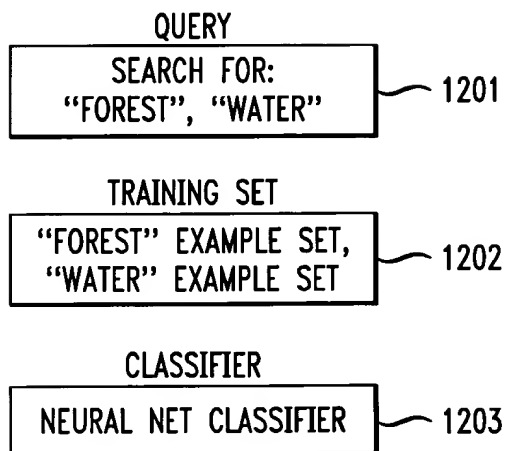 QUERY
SEARCH FOR:
“FOREST”, “WATER”
1201
TRAINING SET
“FOREST” EXAMPLE SET,
“WATER” EXAMPLE SET
1202
CLASSIFIER
NEURAL NET CLASSIFIER
1203